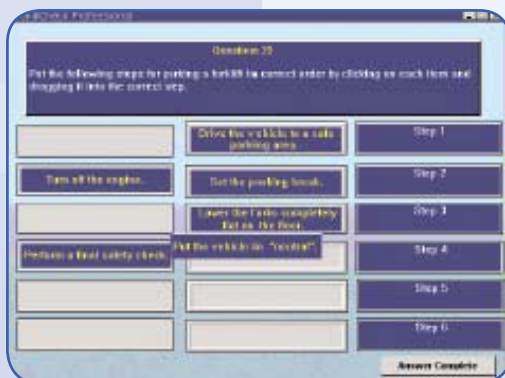 Professional
Question 25
Put the following steps for parking a forklift in correct order by clicking on each item and
dragging it into the correct step.
Drive the vehicle to a safe
parking area.
Step 1
Turn off the engine.
Set the parking break.
Step 2
Lower the forks completely
flat on the floor.
Step 3
Perform a final safety check.
Put the vehicle in "neutral".
Step 4
Step 5
Step 6
Answer Complete